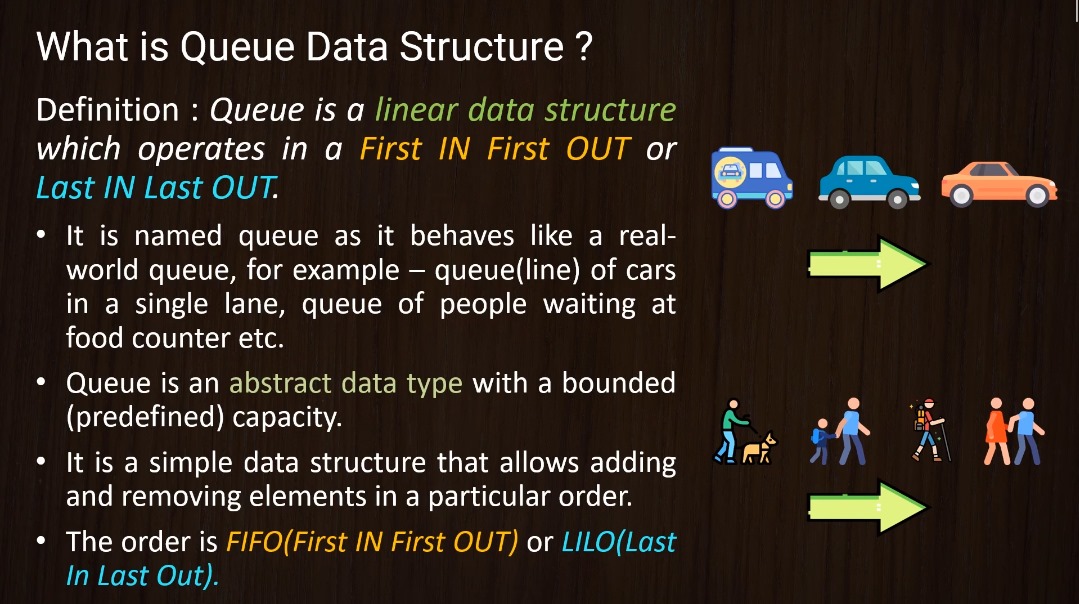 What is Queue Data Structure ?
Definition : Queue is a linear data structure
which operates in a First IN First OUT or
Last IN Last OUT.
• It is named queue as it behaves like a real-
world queue, for example – queue(line) of cars
in a single lane, queue of people waiting at
food counter etc.
• Queue is an abstract data type with a bounded
(predefined) capacity.
• It is a simple data structure that allows adding
and removing elements in a particular order.
• The order is FIFO(First IN First OUT) or LILO(Last
In Last Out).